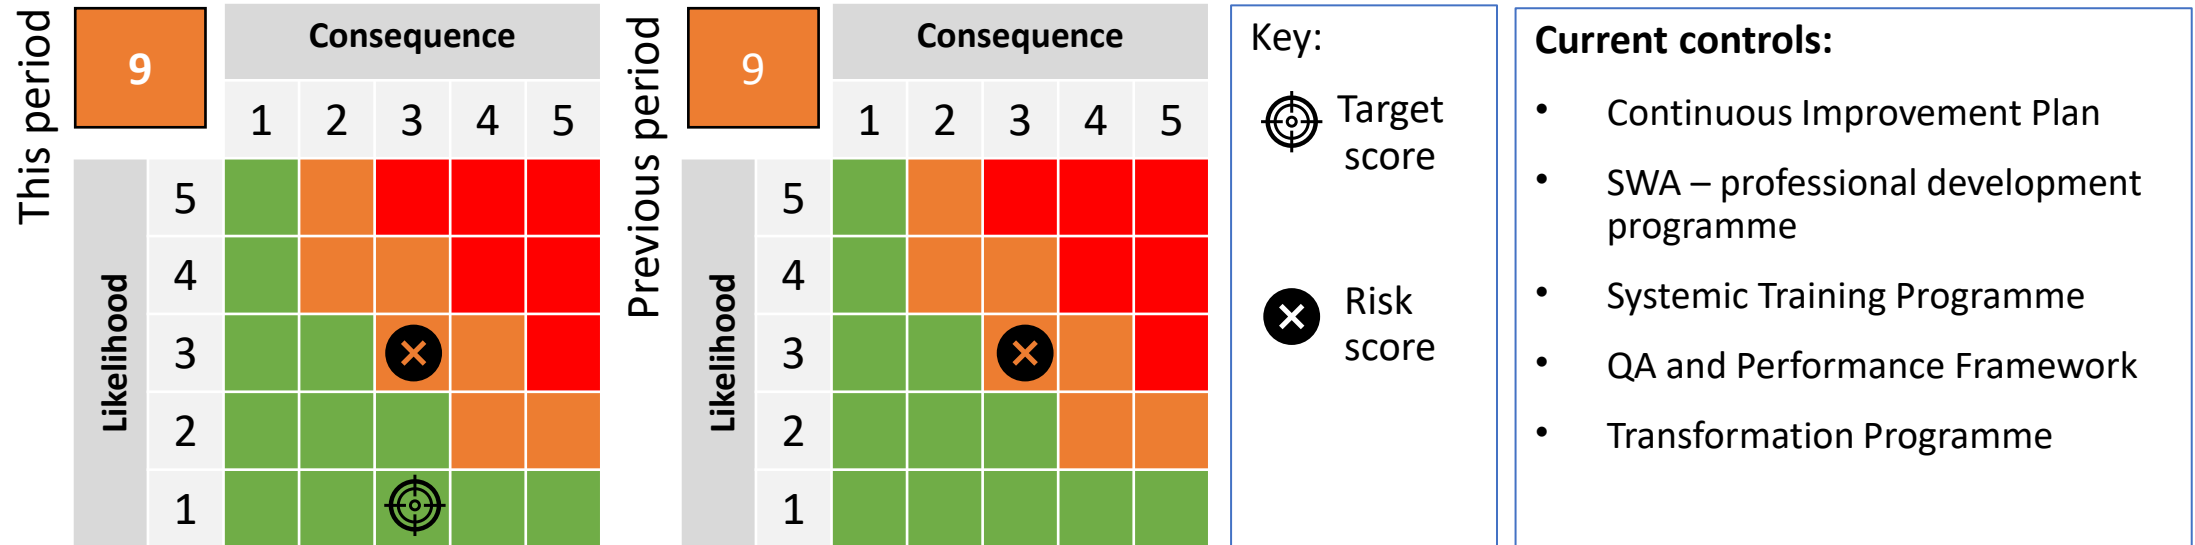 This period
9
Consequence
1 2 3 4 5
Likelihood
5
4
3
2
1
Previous period
9
Consequence
1 2 3 4 5
Likelihood
5
4
3
2
1
Key:
Target
score
Risk
score
Current controls:
• Continuous Improvement Plan
• SWA – professional development
programme
• Systemic Training Programme
• QA and Performance Framework
• Transformation Programme